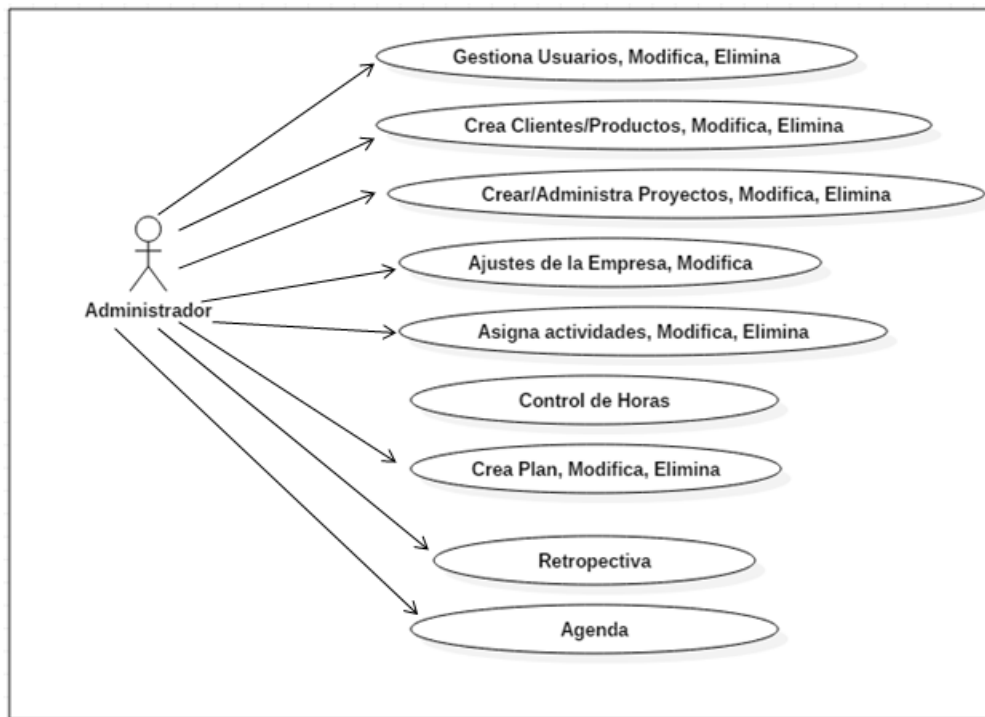 Gestiona Usuarios, Modifica, Elimina
Crea Clientes/Productos, Modifica, Elimina
Crear/Administra Proyectos, Modifica, Elimina
Ajustes de la Empresa, Modifica
Administrador
Asigna actividades, Modifica, Elimina
Control de Horas
Crea Plan, Modifica, Elimina
Retropectiva
Agenda